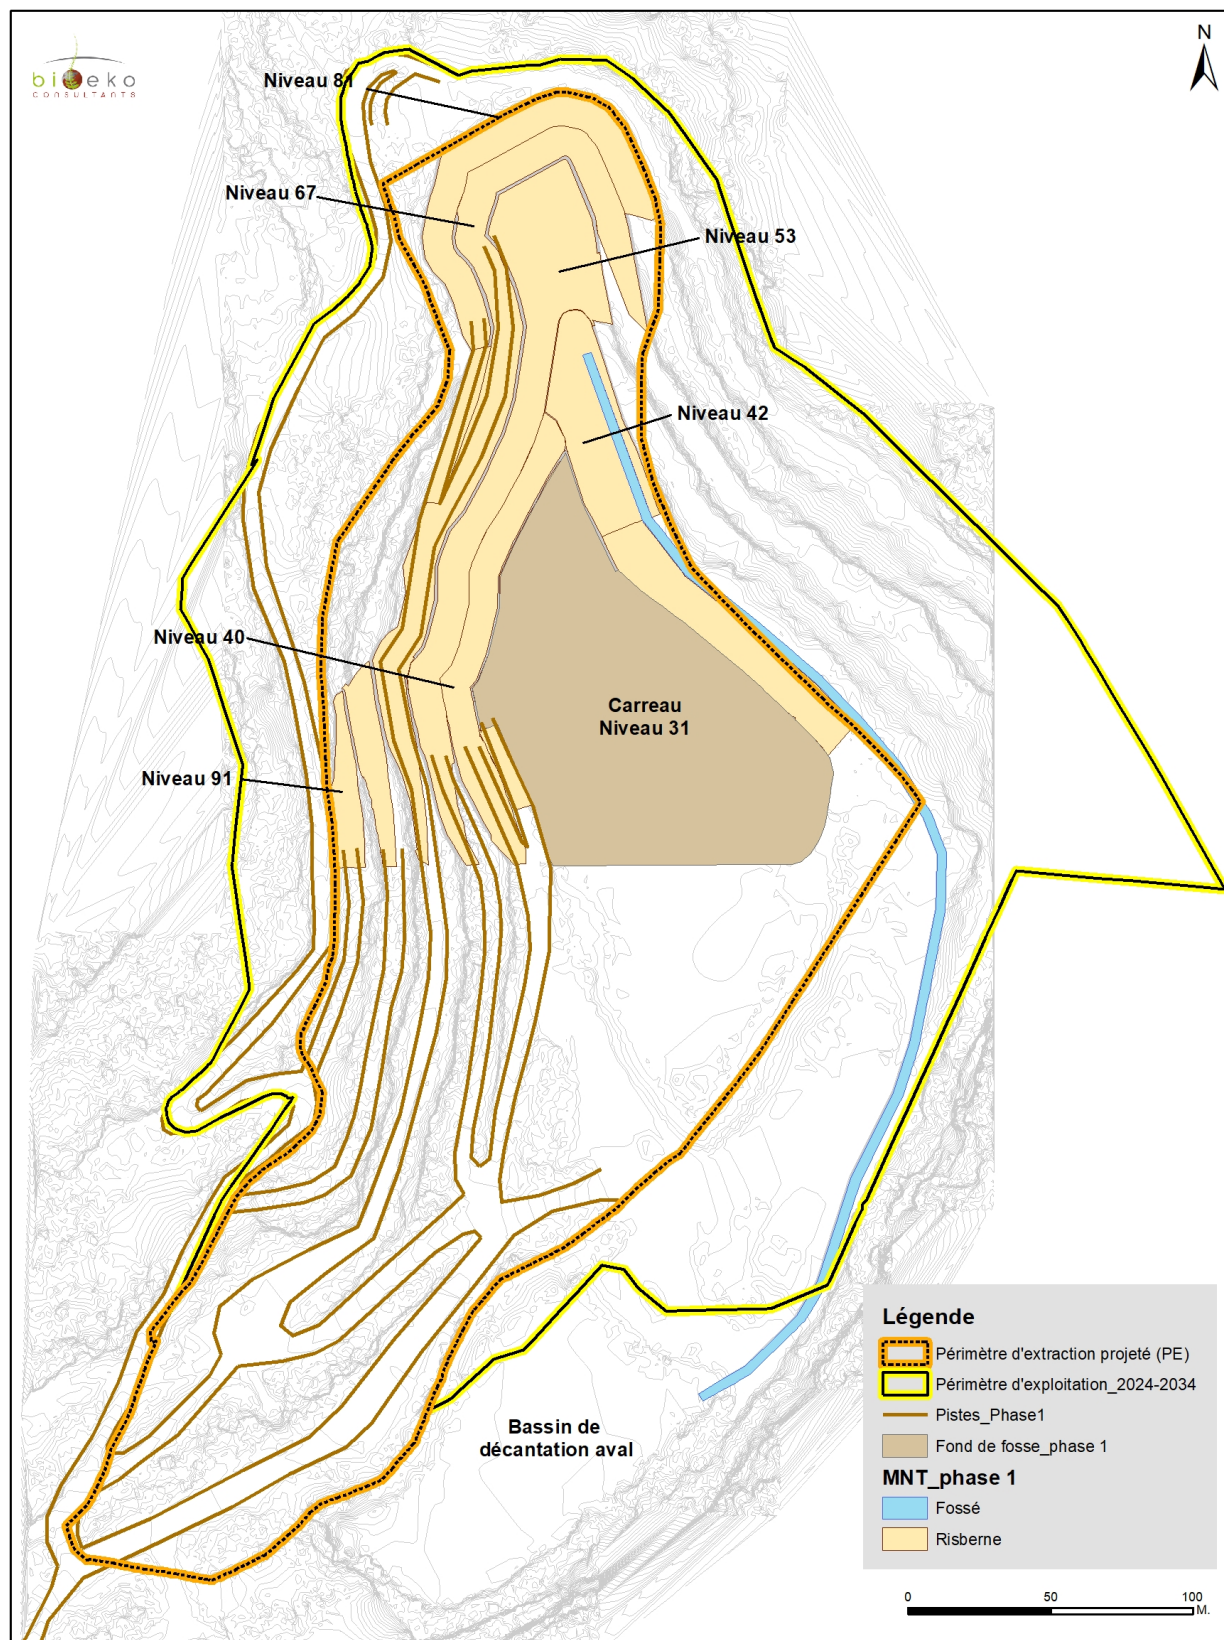 N
bioeko
CONSULTANTS
Niveau 81
Niveau 67
Niveau 53
Niveau 42
Niveau 40
Carreau
Niveau 31
Niveau 91
Bassin de
décantation aval
Légende
Périmètre d'extraction projeté (PE)
Périmètre d'exploitation_2024-2034
Pistes_Phase1
Fond de fosse_phase 1
MNT_phase 1
Fossé
Risberne
0 50 100
M.